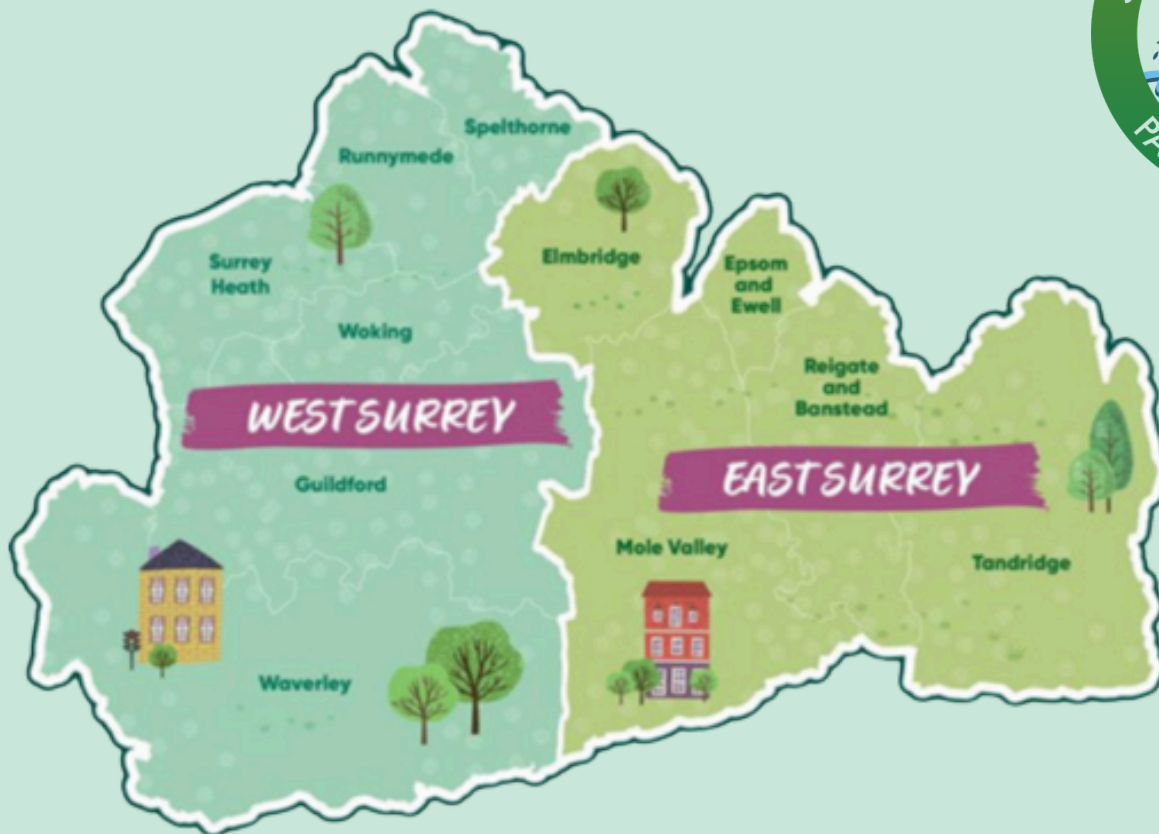 Spelthorne
Runnymede
Elmbridge
Surrey
Heath
Epsom
and
Ewell
Woking
Reigate
and
Banstead
WEST SURREY
EAST SURREY
Guildford
Mole Valley
Tandridge
Waverley